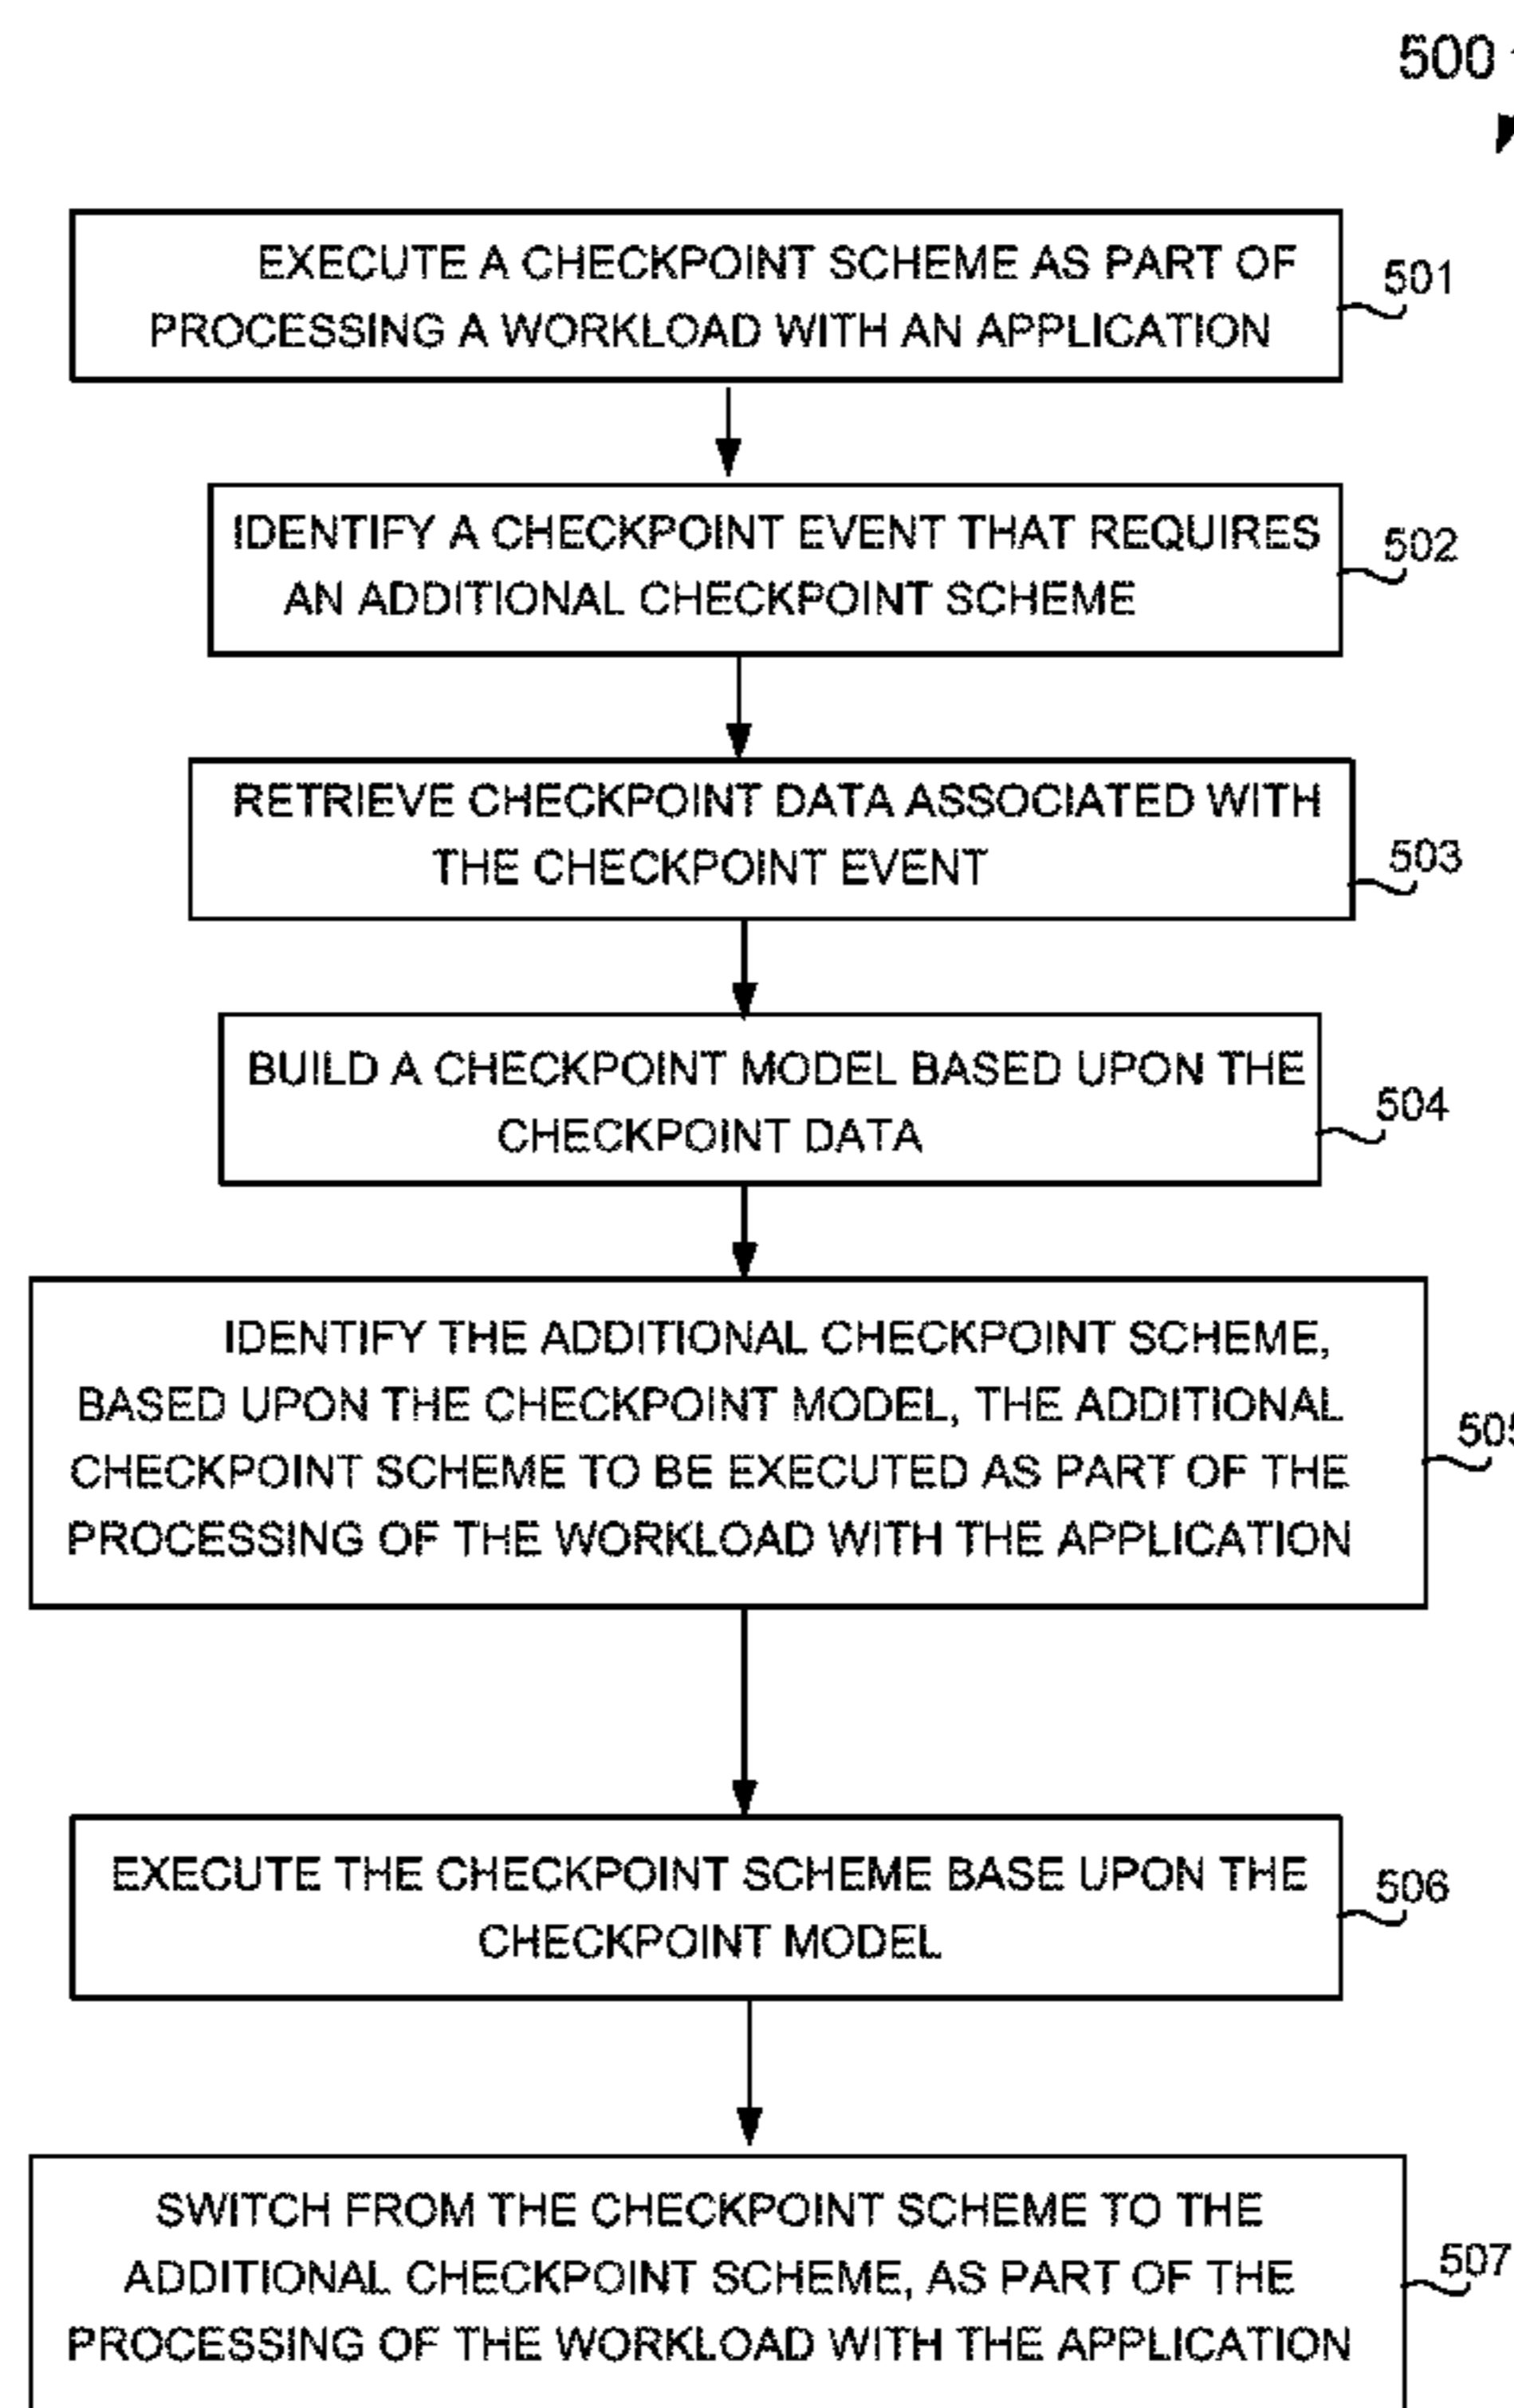 500
EXECUTE A CHECKPOINT SCHEME AS PART OF
PROCESSING A WORKLOAD WITH AN APPLICATION
501
IDENTIFY A CHECKPOINT EVENT THAT REQUIRES
AN ADDITIONAL CHECKPOINT SCHEME
502
RETRIEVE CHECKPOINT DATA ASSOCIATED WITH
THE CHECKPOINT EVENT
503
BUILD A CHECKPOINT MODEL BASED UPON THE
CHECKPOINT DATA
504
IDENTIFY THE ADDITIONAL CHECKPOINT SCHEME,
BASED UPON THE CHECKPOINT MODEL, THE ADDITIONAL
CHECKPOINT SCHEME TO BE EXECUTED AS PART OF THE
PROCESSING OF THE WORKLOAD WITH THE APPLICATION
505
EXECUTE THE CHECKPOINT SCHEME BASE UPON THE
CHECKPOINT MODEL
506
SWITCH FROM THE CHECKPOINT SCHEME TO THE
ADDITIONAL CHECKPOINT SCHEME, AS PART OF THE
PROCESSING OF THE WORKLOAD WITH THE APPLICATION
507